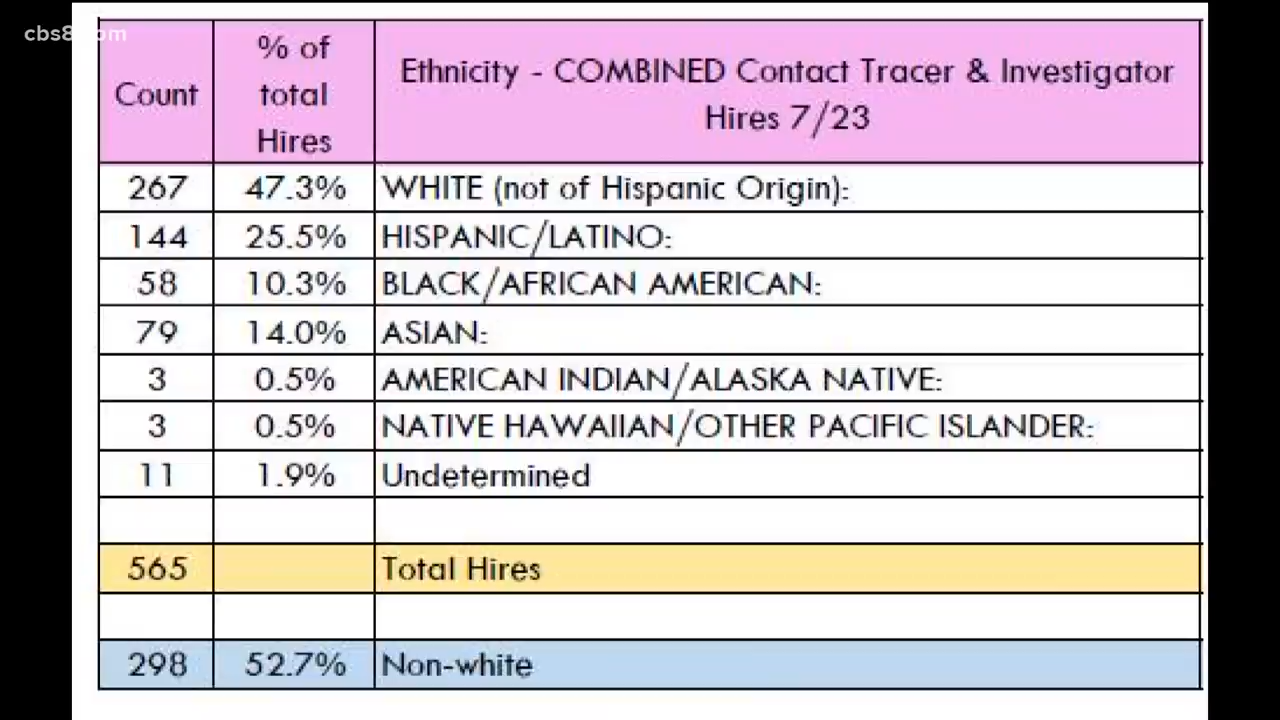 cbs8.com
Count
% of
total
Hires
Ethnicity - COMBINED Contact Tracer & Investigator
Hires 7/23
267 47.3% WHITE (not of Hispanic Origin):
144 25.5% HISPANIC/LATINO:
58 10.3% BLACK/AFRICAN AMERICAN:
79 14.0% ASIAN:
3 0.5% AMERICAN INDIAN/ALASKA NATIVE:
3 0.5% NATIVE HAWAIIAN/OTHER PACIFIC ISLANDER:
11 1.9% Undetermined
565 Total Hires
298 52.7% Non-white